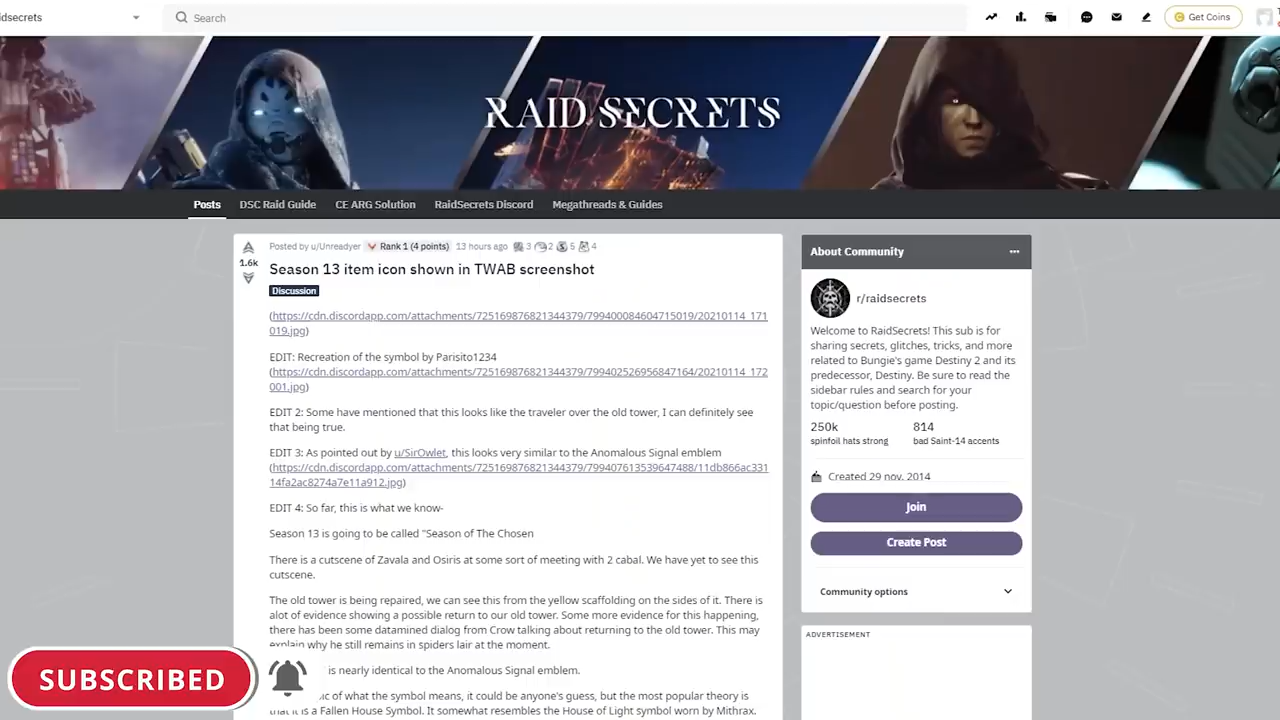 idsecrets
Search
Get Coins
RAID SECRETS
Posts
DSC Raid Guide
CE ARG Solution
RaidSecrets Discord
Megathreads & Guides
Posted by u/Unreadyer Rank 1 (4 points) 13 hours ago 3 2 5 4
1.6k
Season 13 item icon shown in TWAB screenshot
Discussion
(https://cdn.discordapp.com/attachments/725169876821344379/799400084604715019/20210114_171
019.jpg)
EDIT: Recreation of the symbol by Parisito1234
(https://cdn.discordapp.com/attachments/725169876821344379/799402526956847164/20210114_172
001.jpg)
EDIT 2: Some have mentioned that this looks like the traveler over the old tower, I can definitely see
that being true.
EDIT 3: As pointed out by u/SirOwlet, this looks very similar to the Anomalous Signal emblem
(https://cdn.discordapp.com/attachments/725169876821344379/799407613539647488/11db866ac331
14fa2ac8274a7e11a912.jpg)
EDIT 4: So far, this is what we know-
Season 13 is going to be called "Season of The Chosen
There is a cutscene of Zavala and Osiris at some sort of meeting with 2 cabal. We have yet to see this
cutscene.
The old tower is being repaired, we can see this from the yellow scaffolding on the sides of it. There is
alot of evidence showing a possible return to our old tower. Some more evidence for this happening,
there has been some datamined dialog from Crow talking about returning to the old tower. This may
explain why he still remains in spiders lair at the moment.
is nearly identical to the Anomalous Signal emblem.
ic of what the symbol means, it could be anyone's guess, but the most popular theory is
that it is a Fallen House Symbol. It somewhat resembles the House of Light symbol worn by Mithrax.
About Community
r/raidsecrets
Welcome to RaidSecrets! This sub is for
sharing secrets, glitches, tricks, and more
related to Bungie's game Destiny 2 and its
predecessor, Destiny. Be sure to read the
sidebar rules and search for your
topic/question before posting.
250k 814
spinfoil hats strong bad Saint-14 accents
Created 29 nov. 2014
Join
Create Post
Community options
ADVERTISEMENT
SUBSCRIBED